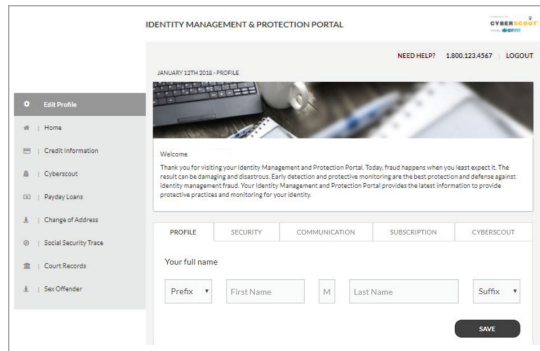 IDENTITY MANAGEMENT & PROTECTION PORTAL
CYBERSCOUT
NEED HELP? 1.800.123.4567 | LOGOUT
JANUARY 12TH 2018 - PROFILE
Edit Profile
| Home
| Credit Information
| Cyberscout
| Payday Loans
| Change of Address
| Social Security Trace
| Court Records
| Sex Offender
Welcome
Thank you for visiting your Identity Management and Protection Portal. Today, fraud happens when you least expect it. The
result can be damaging and disastrous. Early detection and protective monitoring are the best protection and defense against
identity management fraud. Your Identity Management and Protection Portal provides the latest information to provide
protective practices and monitoring for your identity.
PROFILE SECURITY COMMUNICATION SUBSCRIPTION CYBERSCOUT
Your full name
Prefix First Name M Last Name Suffix
SAVE